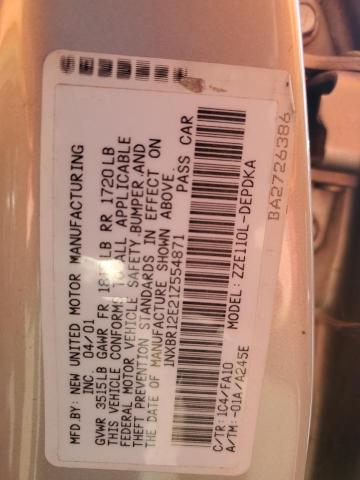 MFD.BY: NEW UNITED MOTOR MANUFACTURING
INC 04/01
GVWR 3515LB GAWR FR LB RR 1720LB
THIS VEHICLE CONFORMS TO ALL APPLICABLE
FEDERAL MOTOR VEHICLE SAFETY,BUMPER,AND
THEFT PREVENTION STANDARDS IN EFFECT ON
THE DATE OF MANUFACTURE SHOWN ABOVE
1NXBR12E21Z554871 PASS CAR
MODEL: ZZE110L-DEPDKA
C/TR:1C4/FA10
A/TM:-01A/A245E
BA2726386